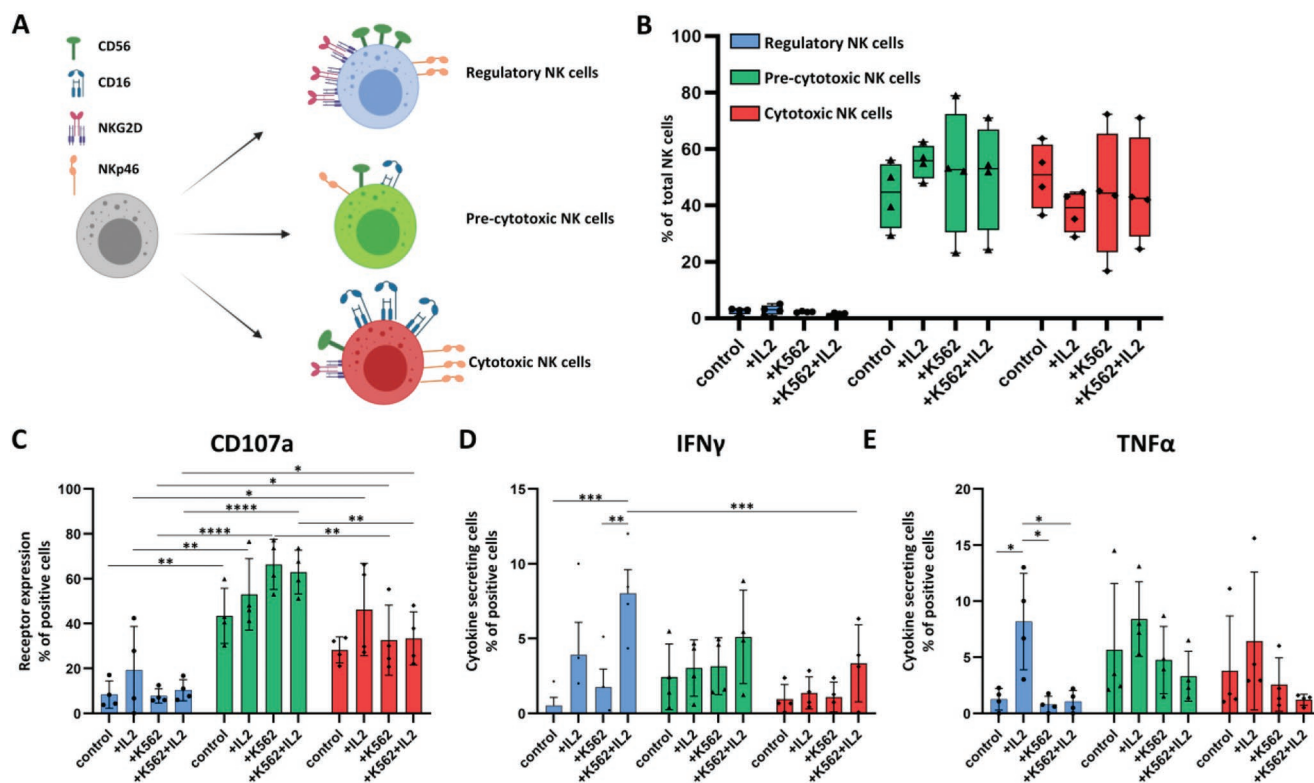 A
CD56
CD16
NKG2D
NKp46
Regulatory NK cells
Pre-cytotoxic NK cells
Cytotoxic NK cells
B
% of total NK cells
100
80
60
40
20
0
Regulatory NK cells
Pre-cytotoxic NK cells
Cytotoxic NK cells
control
+IL2
+K562
+K562+IL2
control
+IL2
+K562
+K562+IL2
control
+IL2
+K562
+K562+IL2
C
CD107a
Receptor expression
% of positive cells
100
80
60
40
20
0
*
*
*
****
**
****
**
**
**
control
+IL2
+K562
+K562+IL2
control
+IL2
+K562
+K562+IL2
control
+IL2
+K562
+K562+IL2
D
IFNγ
Cytokine secreting cells
% of positive cells
15
10
5
0
***
***
**
control
+IL2
+K562
+K562+IL2
control
+IL2
+K562
+K562+IL2
control
+IL2
+K562
+K562+IL2
E
TNFα
Cytokine secreting cells
% of positive cells
20
15
10
5
0
*
*
*
control
+IL2
+K562
+K562+IL2
control
+IL2
+K562
+K562+IL2
control
+IL2
+K562
+K562+IL2